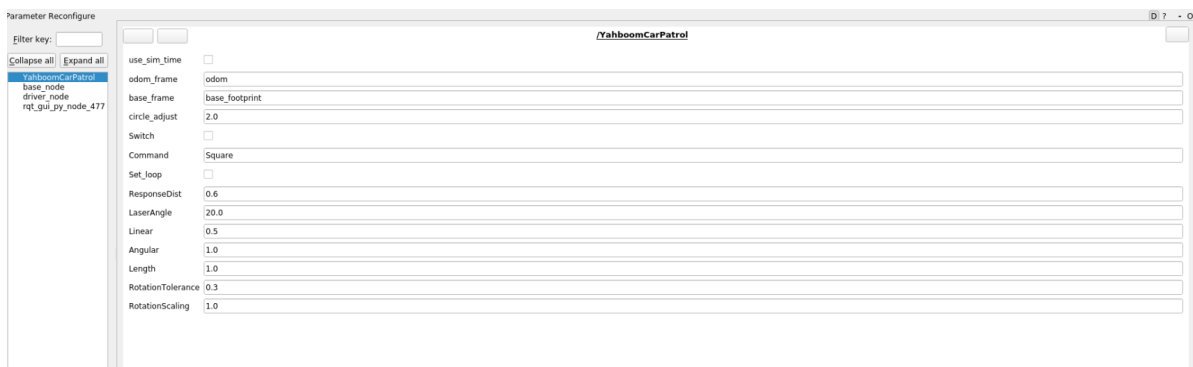 Parameter Reconfigure
D ? - O
Filter key:
Collapse all Expand all
YahboomCarPatrol
base_node
driver_node
rqt_gui_py_node_477
/YahboomCarPatrol
use_sim_time
odom_frame odom
base_frame base_footprint
circle_adjust 2.0
Switch
Command Square
Set_loop
ResponseDist 0.6
LaserAngle 20.0
Linear 0.5
Angular 1.0
Length 1.0
RotationTolerance 0.3
RotationScaling 1.0